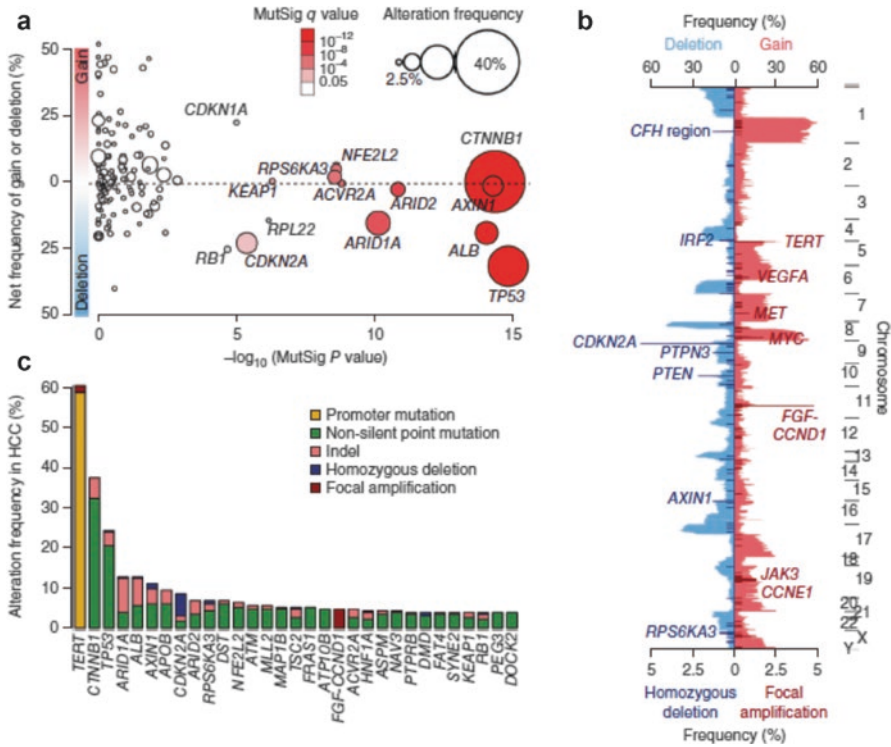 a
MutSig q value
10−12
10−8
10−4
0.05
Alteration frequency
2.5%
40%
Net frequency of gain or deletion (%)
50
25
0
25
50
Gain
Deletion
CDKN1A
NFE2L2
RPS6KA3
KEAP1
ACVR2A
ARID2
CTNNB1
AXIN1
RPL22
RB1
CDKN2A
ARID1A
ALB
TP53
0
5
10
15
−log10 (MutSig P value)
b
Frequency (%)
Deletion
Gain
60
30
0
30
60
CFH region
IRF2
TERT
VEGFA
MET
CDKN2A
MYC
PTPN3
PTEN
FGF-
CCND1
AXIN1
JAK3
CCNE1
RPS6KA3
1
2
3
4
5
6
7
8
9
10
11
12
13
14
15
16
17
18
19
20
21
22
X
Y
Chromosome
5
2.5
0
2.5
5
Homozygous
deletion
Focal
amplification
Frequency (%)
c
Alteration frequency in HCC (%)
60
50
40
30
20
10
0
Promoter mutation
Non-silent point mutation
Indel
Homozygous deletion
Focal amplification
TERT
CTNNB1
TP53
ARID1A
ALB
AXIN1
APOB
CDKN2A
ARID2
RPS6KA3
DST
NFE2L2
ATM
MLL2
MAP1B
TSC2
FRAS1
ATP10B
FGF-CCND1
ACVR2A
HNF1A
ASPM
NAV3
PTPRB
DMD
FAT4
SYNE2
KEAP1
RB1
PEG3
DOCK2